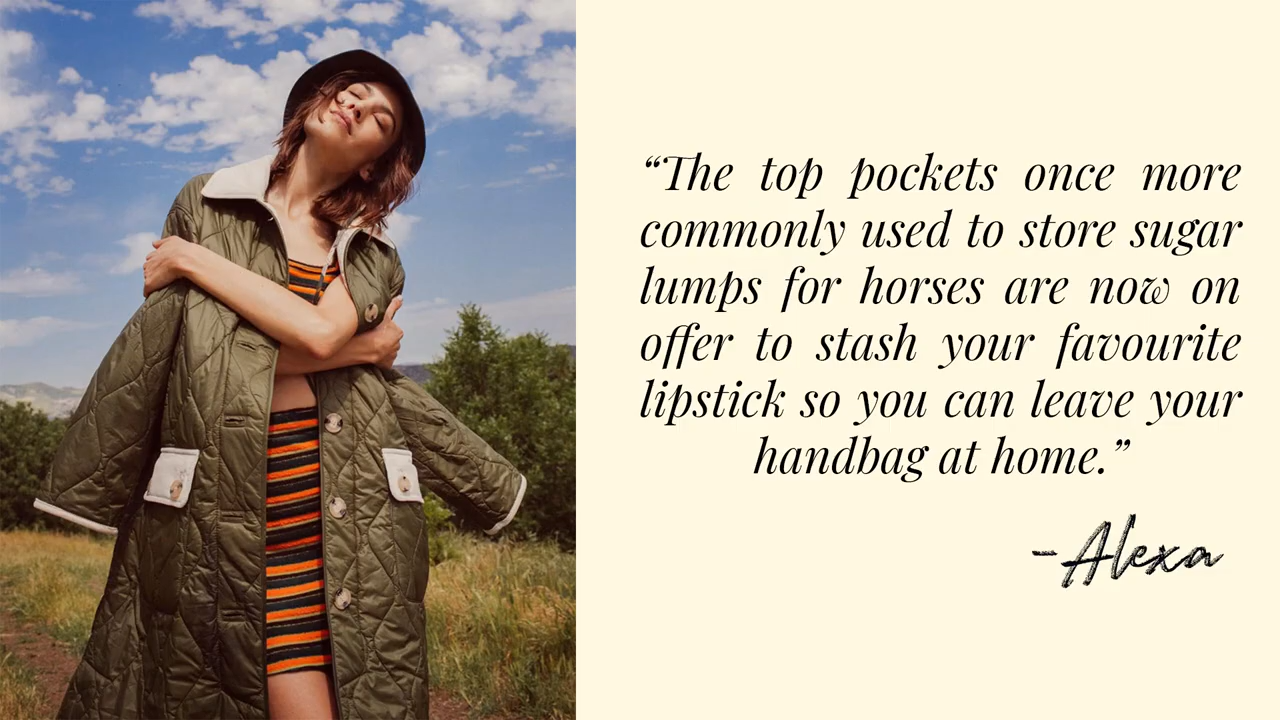 “The top pockets once more
commonly used to store sugar
lumps for horses are now on
offer to stash your favourite
lipstick so you can leave your
handbag at home.”
-Alexa